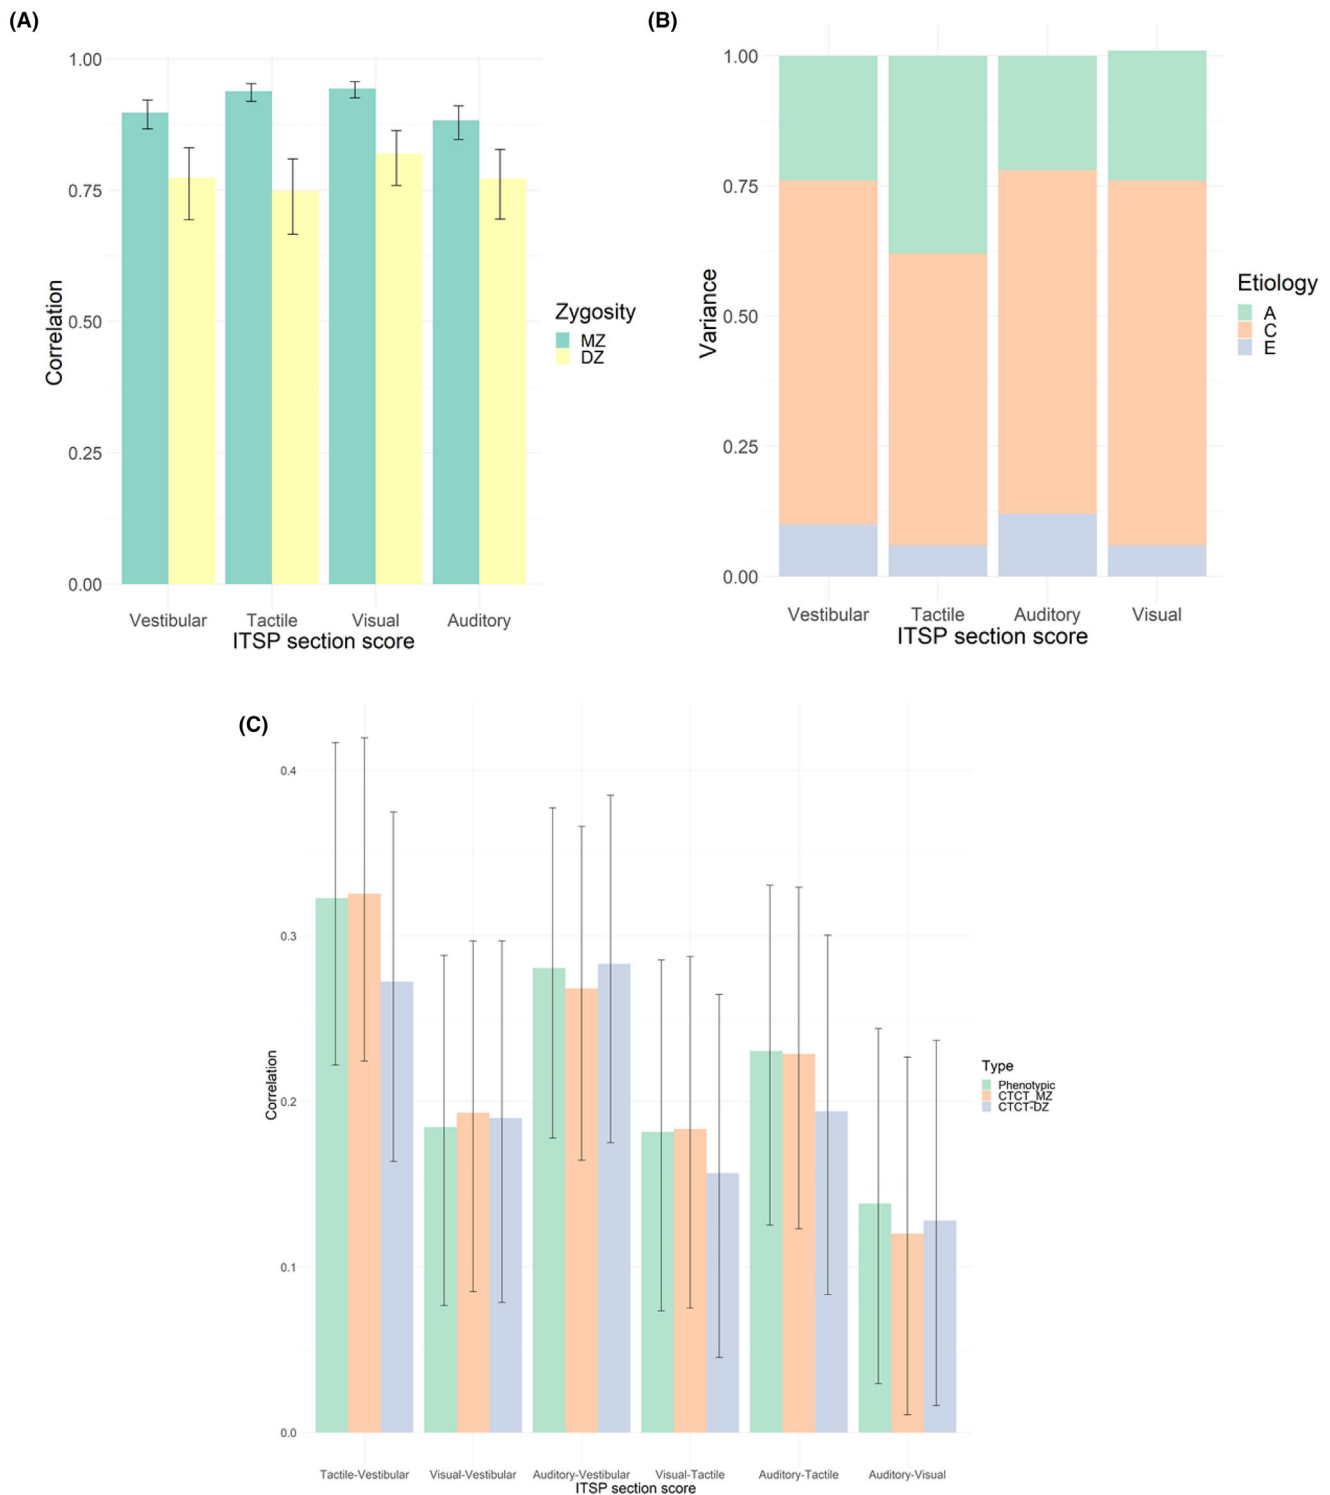 (A)
1.00
0.75
0.50
0.25
0.00
Correlation
Vestibular Tactile Visual Auditory
ITSP section score
Zygosity
MZ
DZ
(B)
1.00
0.75
0.50
0.25
0.00
Variance
Vestibular Tactile Auditory Visual
ITSP section score
Etiology
A
C
E
(C)
0.4
0.3
0.2
0.1
0.0
Correlation
Tactile-Vestibular Visual-Vestibular Auditory-Vestibular Visual-Tactile Auditory-Tactile Auditory-Visual
ITSP section score
Type
Phenotypic
CTCT_MZ
CTCT-DZ